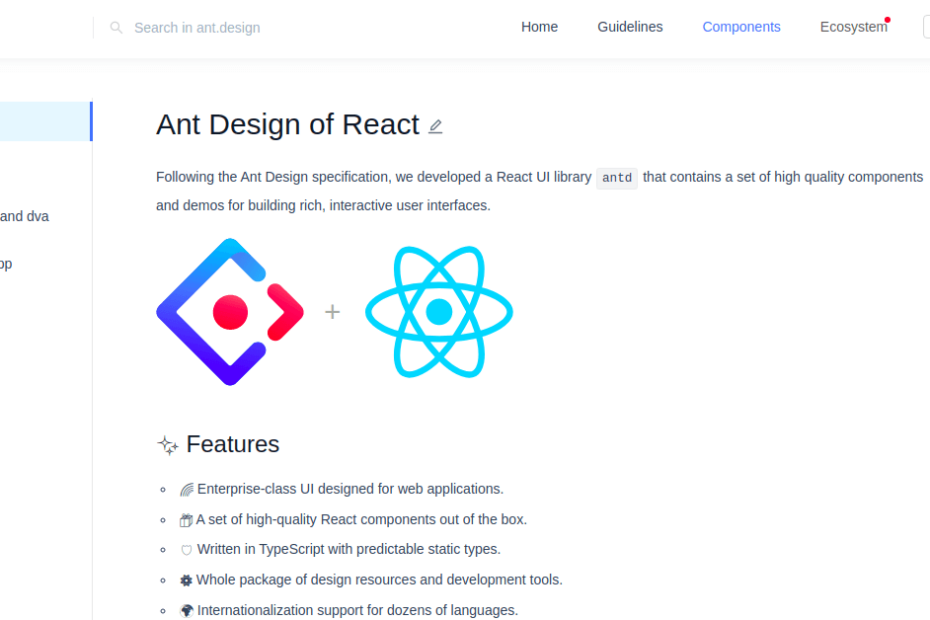 Search in ant.design
Home
Guidelines
Components
Ecosystem
Ant Design of React
Following the Ant Design specification, we developed a React UI library antd that contains a set of high quality components
and demos for building rich, interactive user interfaces.
and dva
+
Features
Enterprise-class UI designed for web applications.
A set of high-quality React components out of the box.
Written in TypeScript with predictable static types.
Whole package of design resources and development tools.
Internationalization support for dozens of languages.